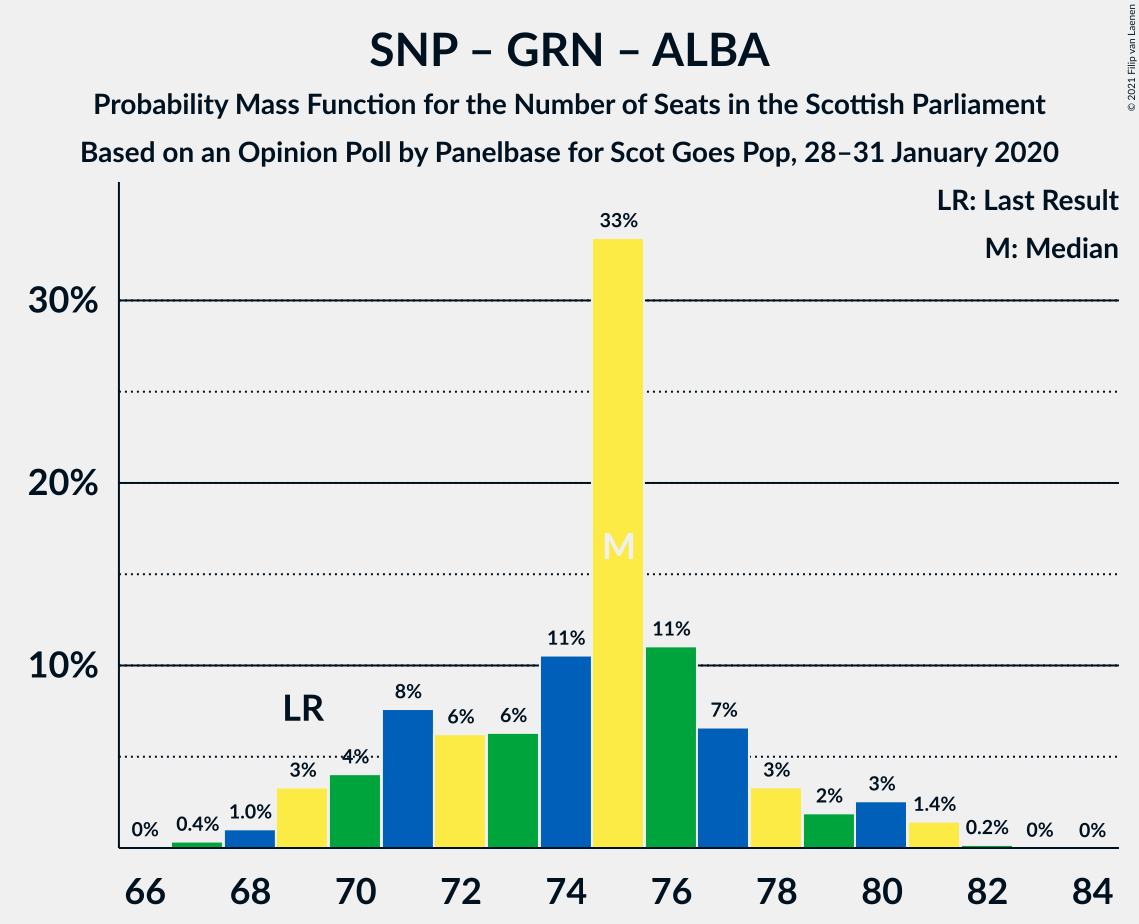 SNP – GRN – ALBA
Probability Mass Function for the Number of Seats in the Scottish Parliament
Based on an Opinion Poll by Panelbase for Scot Goes Pop, 28–31 January 2020
© 2021 Filip van Laenen
LR: Last Result
M: Median
30%
20%
10%
0%
0.4%
1.0%
3%
LR
4%
8%
6%
6%
11%
33%
M
11%
7%
3%
2%
3%
1.4%
0.2%
0%
0%
66 68 70 72 74 76 78 80 82 84